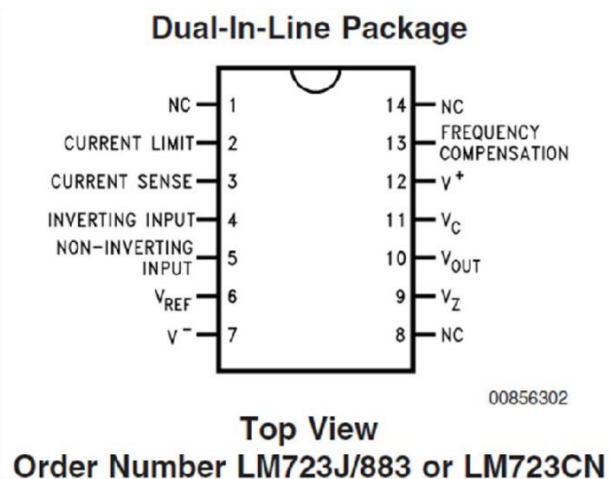 Dual-In-Line Package
NC 1
CURRENT LIMIT 2
CURRENT SENSE 3
INVERTING INPUT 4
NON-INVERTING
INPUT 5
VREF 6
V- 7
14 NC
13 FREQUENCY
COMPENSATION
12 V+
11 VC
10 VOUT
9 VZ
8 NC
00856302
Top View
Order Number LM723J/883 or LM723CN